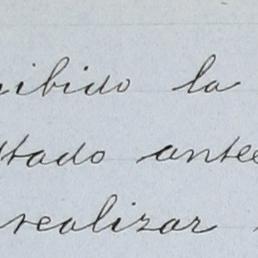 ibido la
tado ante
realizar